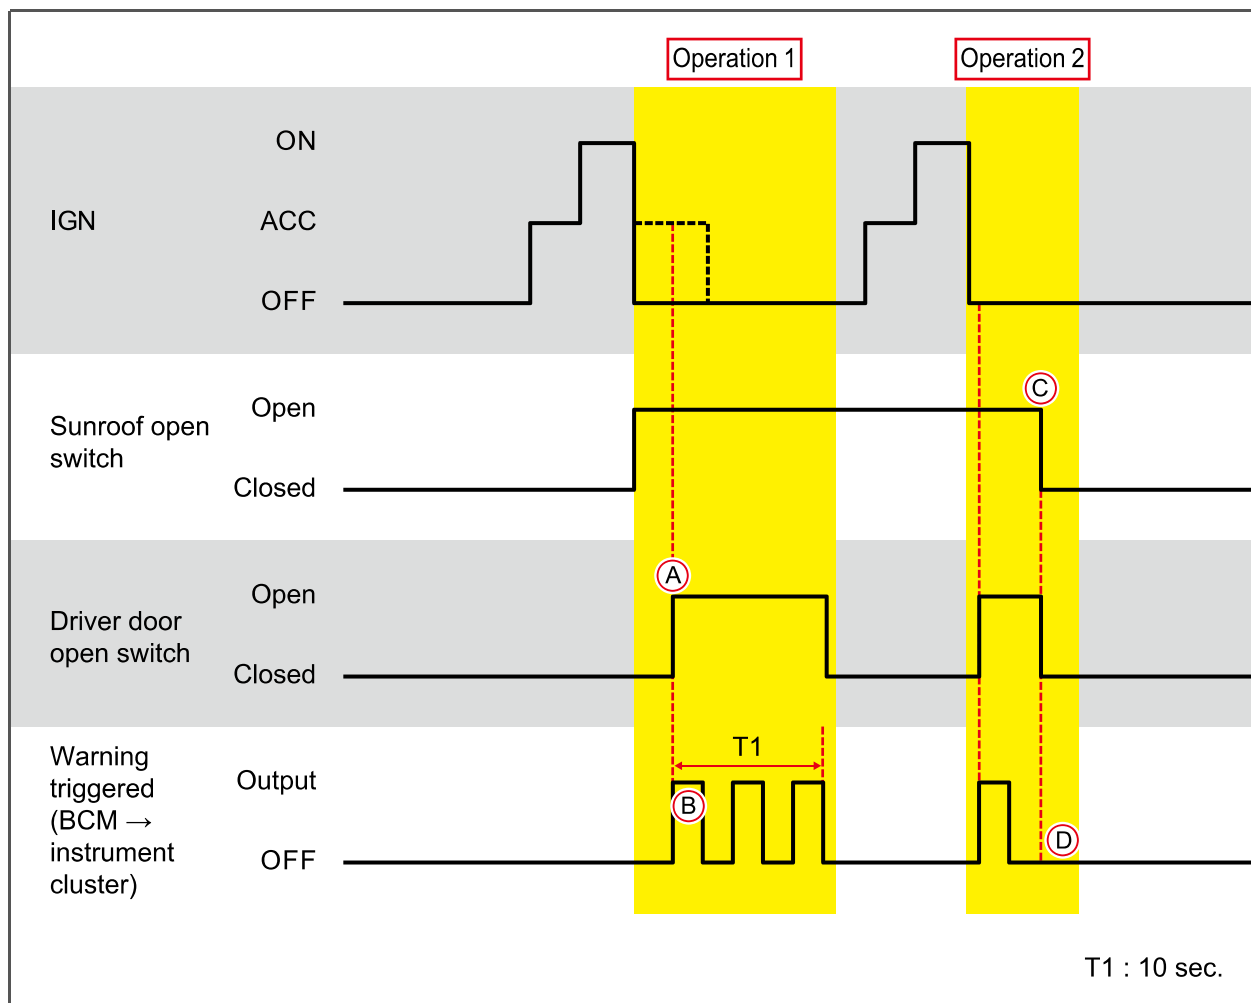 Operation 1
Operation 2
IGN
ON
ACC
OFF
Sunroof open
switch
Open
Closed
C
Driver door
open switch
Open
Closed
A
Warning
triggered
(BCM →
instrument
cluster)
Output
OFF
T1
B
D
T1 : 10 sec.